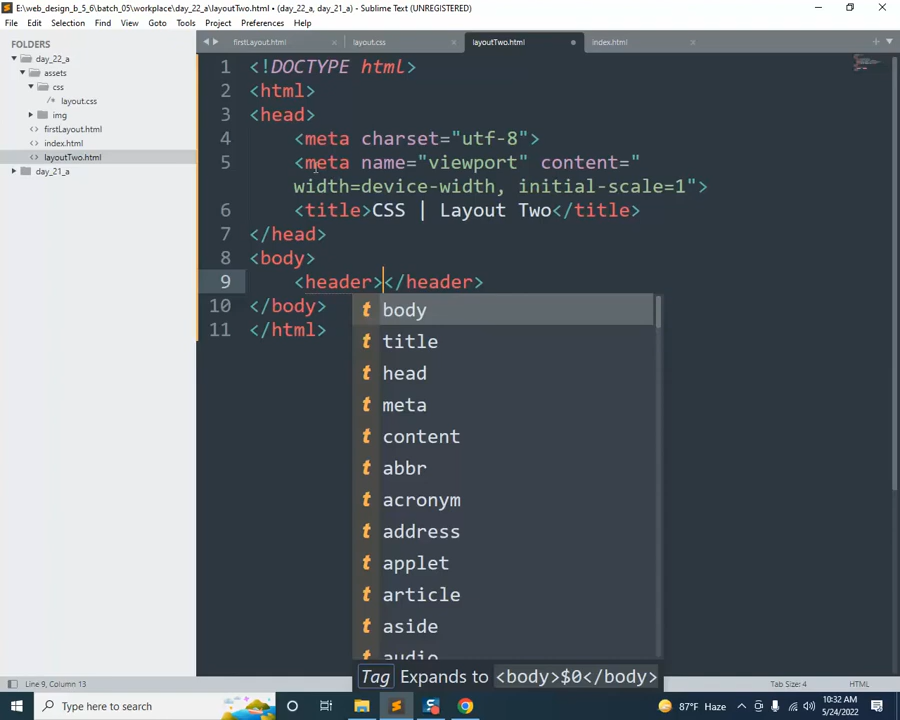 E:\web_design_b_5_6\batch_05\workplace\day_22_a\layoutTwo.html • (day_22_a, day_21_a) - Sublime Text (UNREGISTERED)
File Edit Selection Find View Goto Tools Project Preferences Help
FOLDERS
day_22_a
assets
css
layout.css
img
firstLayout.html
index.html
layoutTwo.html
day_21_a
firstLayout.html layout.css layoutTwo.html index.html
1 <!DOCTYPE html>
2 <html>
3 <head>
4 <meta charset="utf-8">
5 <meta name="viewport" content="
width=device-width, initial-scale=1">
6 <title>CSS | Layout Two</title>
7 </head>
8 <body>
9 <header></header>
10 </body>
11 </html>
t body
t title
t head
t meta
t content
t abbr
t acronym
t address
t applet
t article
t aside
t audio
Tag Expands to <body>$0</body>
Line 9, Column 13 Tab Size: 4 HTML
Type here to search
87°F Haze
10:32 AM
5/24/2022